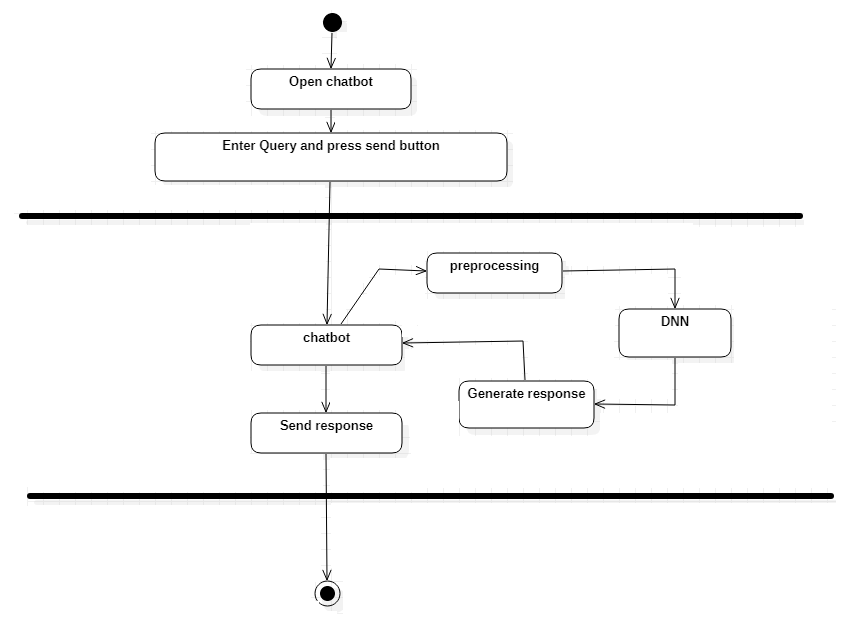 Open chatbot
Enter Query and press send button
preprocessing
DNN
chatbot
Generate response
Send response